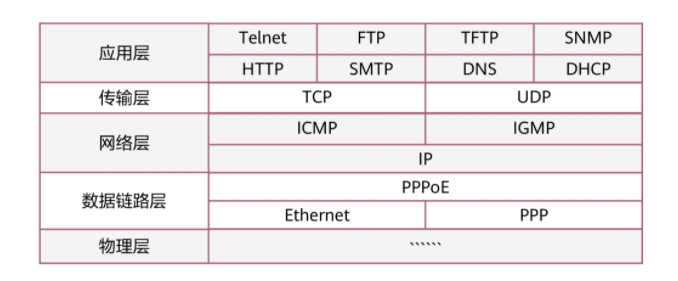 应用层 Telnet FTP TFTP SNMP
HTTP SMTP DNS DHCP
传输层 TCP UDP
网络层 ICMP IGMP
IP
数据链路层 PPPoE
Ethernet PPP
物理层 ``````